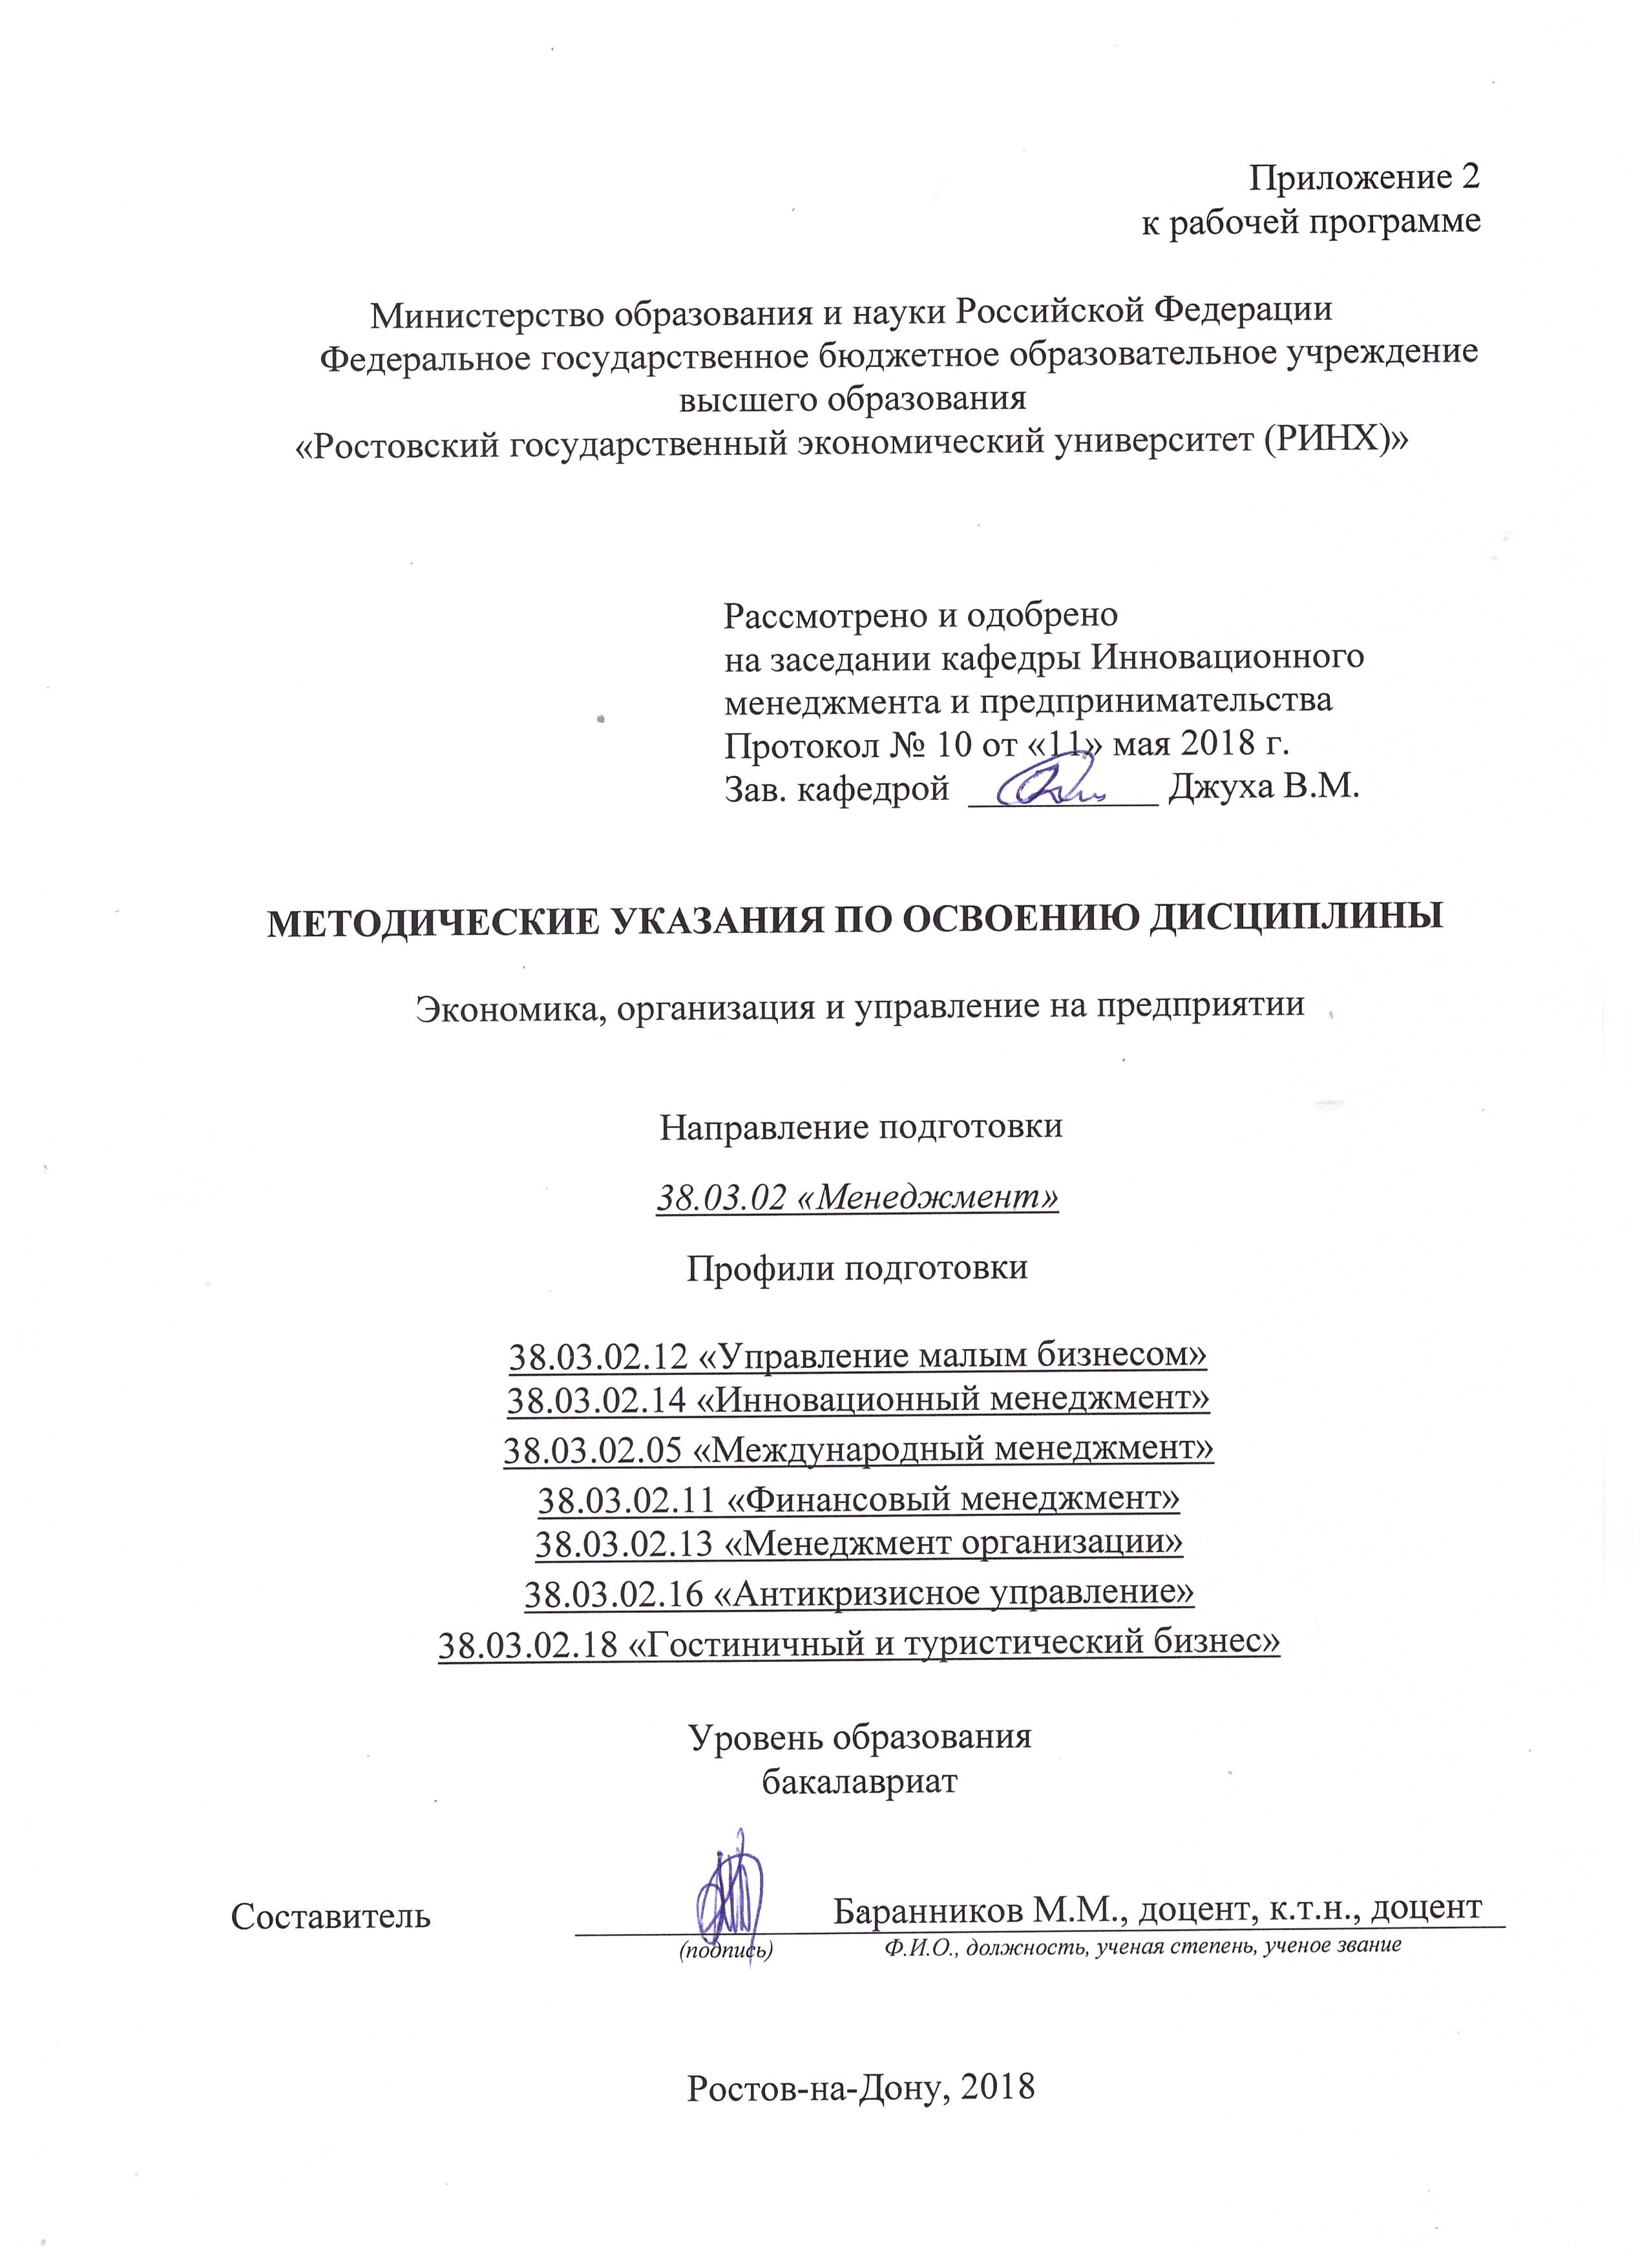 Приложение 2
к рабочей программе
Министерство образования и науки Российской Федерации
Федеральное государственное бюджетное образовательное учреждение
высшего образования
«Ростовский государственный экономический университет (РИНХ)»
Рассмотрено и одобрено
на заседании кафедры Инновационного
менеджмента и предпринимательства
Протокол № 10 от «11» мая 2018 г.
Зав. кафедрой __________ Джуха В.М.
МЕТОДИЧЕСКИЕ УКАЗАНИЯ ПО ОСВОЕНИЮ ДИСЦИПЛИНЫ
Экономика, организация и управление на предприятии
Направление подготовки
38.03.02 «Менеджмент»
Профили подготовки
38.03.02.12 «Управление малым бизнесом»
38.03.02.14 «Инновационный менеджмент»
38.03.02.05 «Международный менеджмент»
38.03.02.11 «Финансовый менеджмент»
38.03.02.13 «Менеджмент организации»
38.03.02.16 «Антикризисное управление»
38.03.02.18 «Гостиничный и туристический бизнес»
Уровень образования
бакалавриат
Составитель Баранников М.М., доцент, к.т.н., доцент
(подпись) Ф.И.О., должность, ученая степень, ученое звание
Ростов-на-Дону, 2018